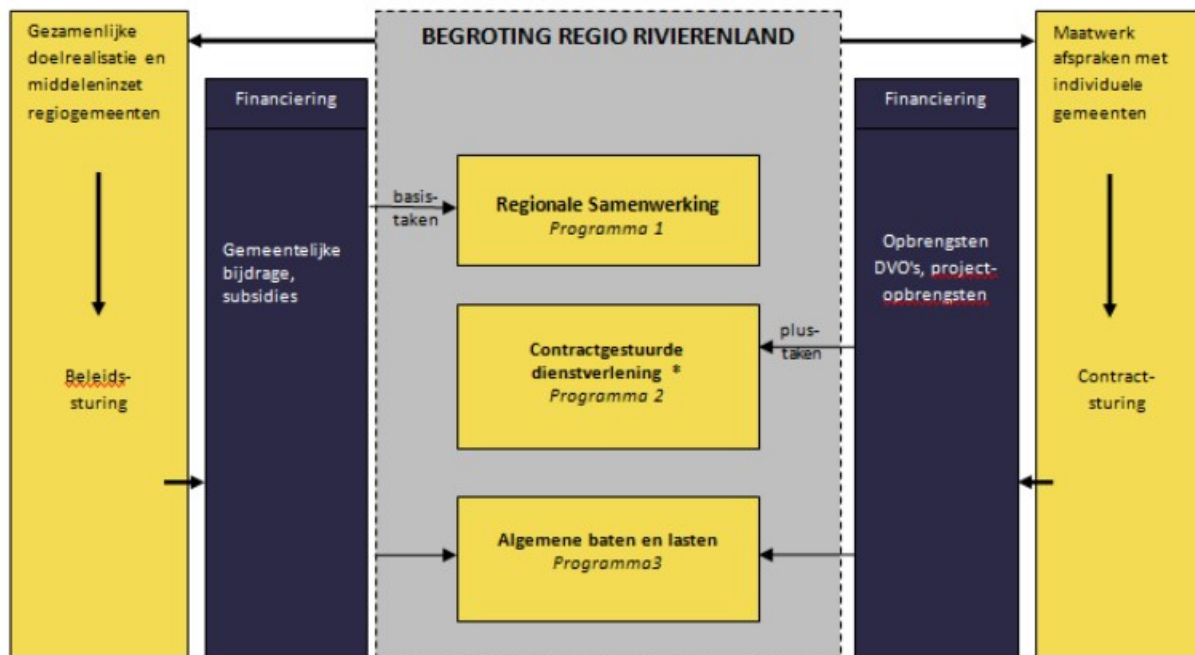 Gezamenlijke
doelrealisatie en
middeleninzet
regiogemeenten
Beleids-
sturing
Financiering
Gemeentelijke
bijdrage,
subsidies
BEGROTING REGIO RIVIERENLAND
basis-
taken
Regionale Samenwerking
Programma 1
Contractgestuurde
dienstverlening *
Programma 2
plus-
taken
Algemene baten en lasten
Programma3
Financiering
Opbrengsten
DVO's, project-
opbrengsten
Maatwerk
afspraken met
individuele
gemeenten
Contract-
sturing